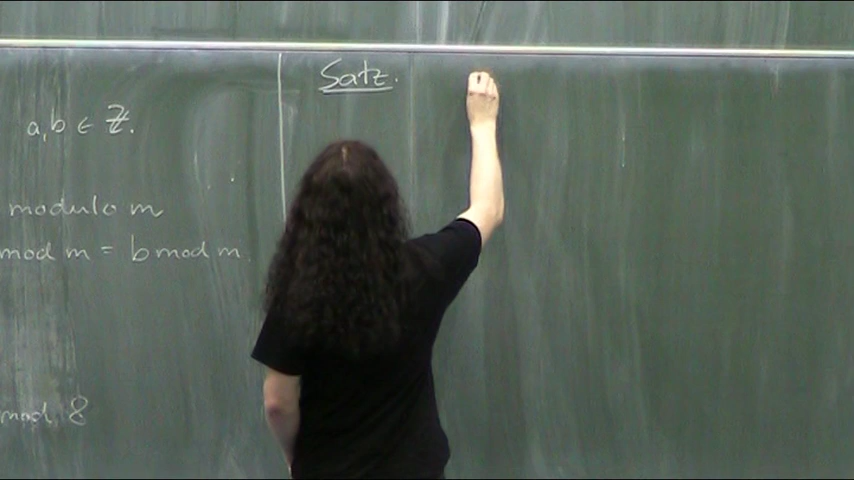 a, b ∈ ℤ.
modulo m
mod m = b mod m.
mod 8
Satz.